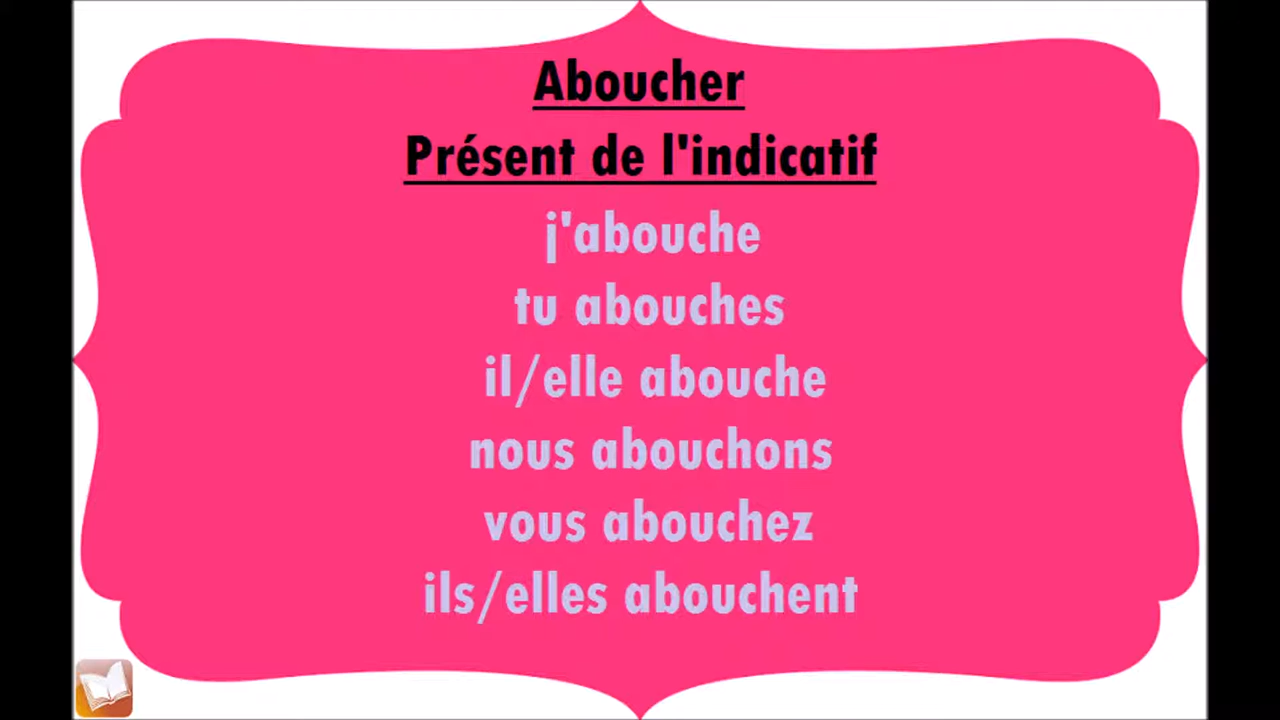 Aboucher
Présent de l'indicatif
j'abouche
tu abouches
il/elle abouche
nous abouchons
vous abouchez
ils/elles abouchent